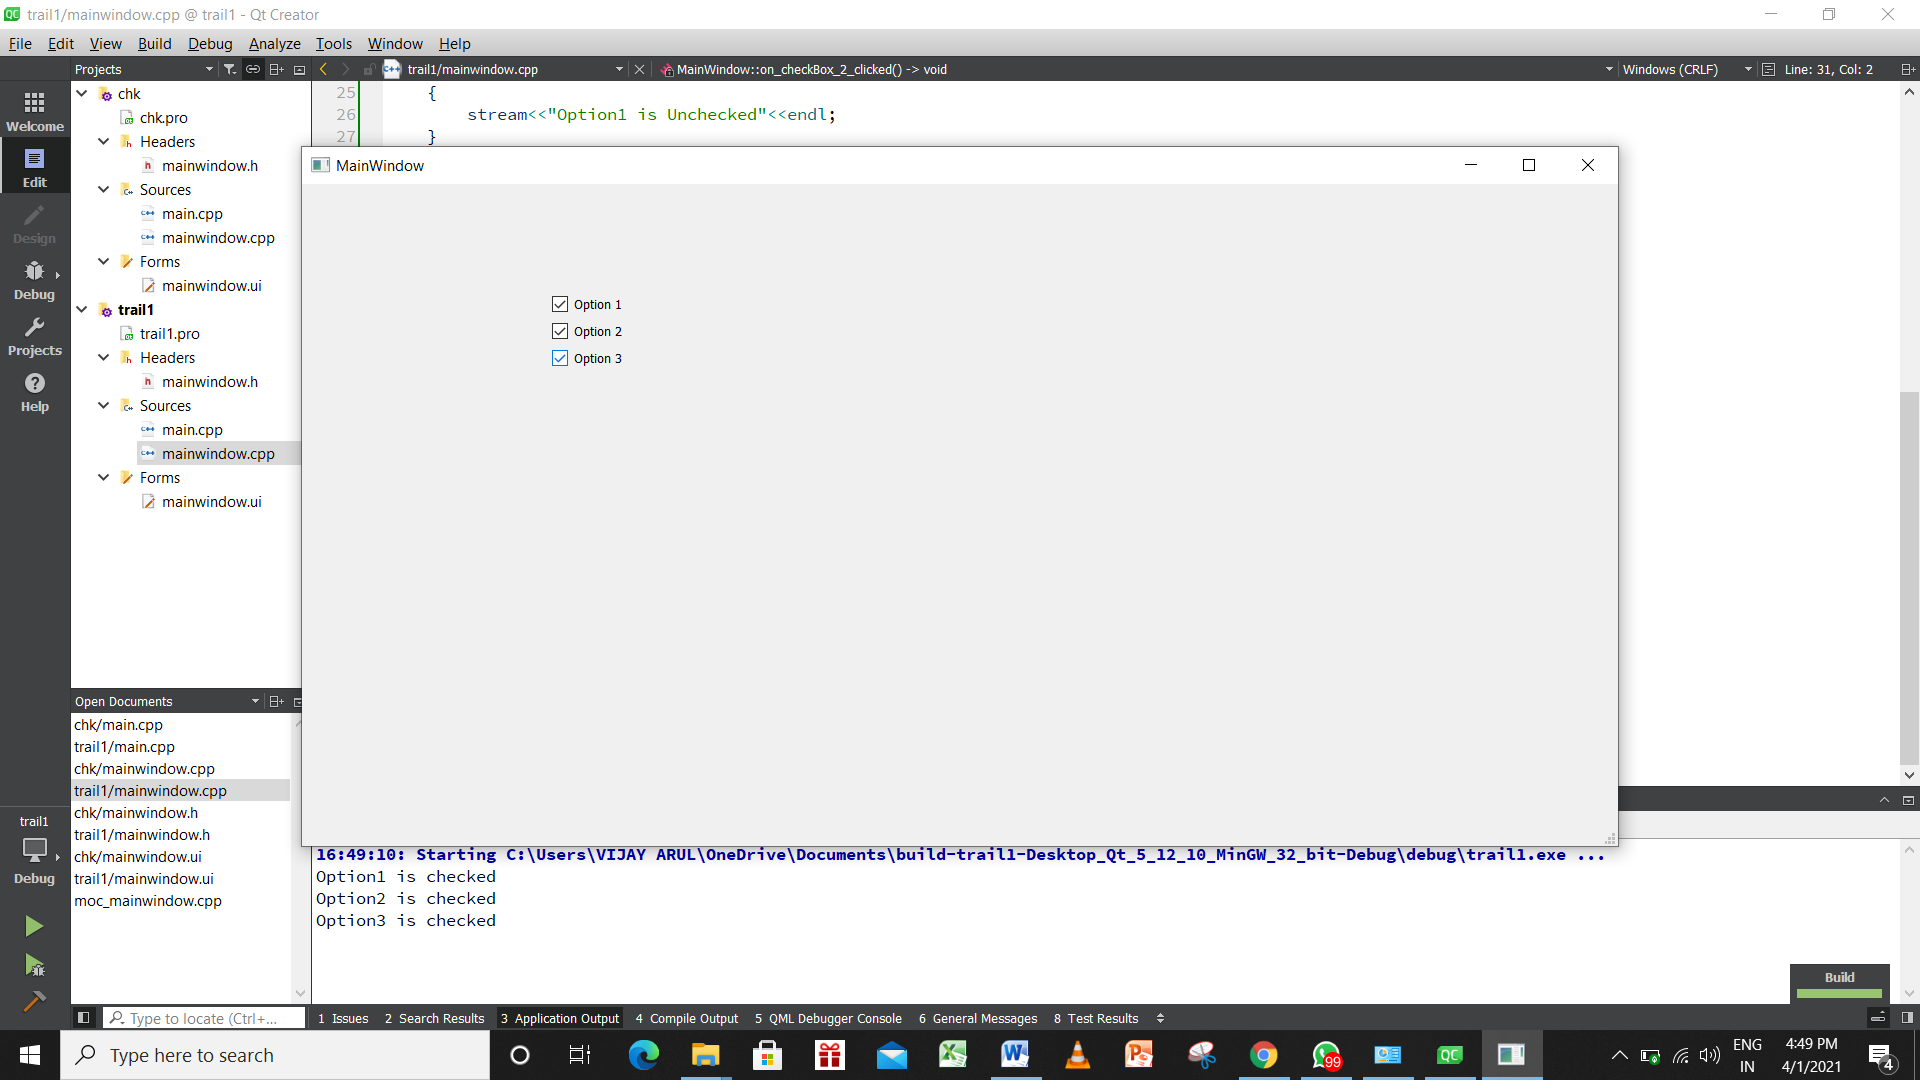 trail1/mainwindow.cpp @ trail1 - Qt Creator
File Edit View Build Debug Analyze Tools Window Help
Projects
trail1/mainwindow.cpp
MainWindow::on_checkBox_2_clicked() -> void
Windows (CRLF)
Line: 31, Col: 2
Welcome
Edit
Design
Debug
Projects
Help
chk
chk.pro
Headers
mainwindow.h
Sources
main.cpp
mainwindow.cpp
Forms
mainwindow.ui
trail1
trail1.pro
Headers
mainwindow.h
Sources
main.cpp
mainwindow.cpp
Forms
mainwindow.ui
25 {
26 stream<<"Option1 is Unchecked"<<endl;
27 }
MainWindow
Option 1
Option 2
Option 3
Open Documents
chk/main.cpp
trail1/main.cpp
chk/mainwindow.cpp
trail1/mainwindow.cpp
chk/mainwindow.h
trail1/mainwindow.h
chk/mainwindow.ui
trail1/mainwindow.ui
moc_mainwindow.cpp
trail1
Debug
16:49:10: Starting C:\Users\VIJAY ARUL\OneDrive\Documents\build-trail1-Desktop_Qt_5_12_10_MinGW_32_bit-Debug\debug\trail1.exe ...
Option1 is checked
Option2 is checked
Option3 is checked
Build
Type to locate (Ctrl+...
1 Issues 2 Search Results 3 Application Output 4 Compile Output 5 QML Debugger Console 6 General Messages 8 Test Results
Type here to search
99
QC
ENG
IN
4:49 PM
4/1/2021
4